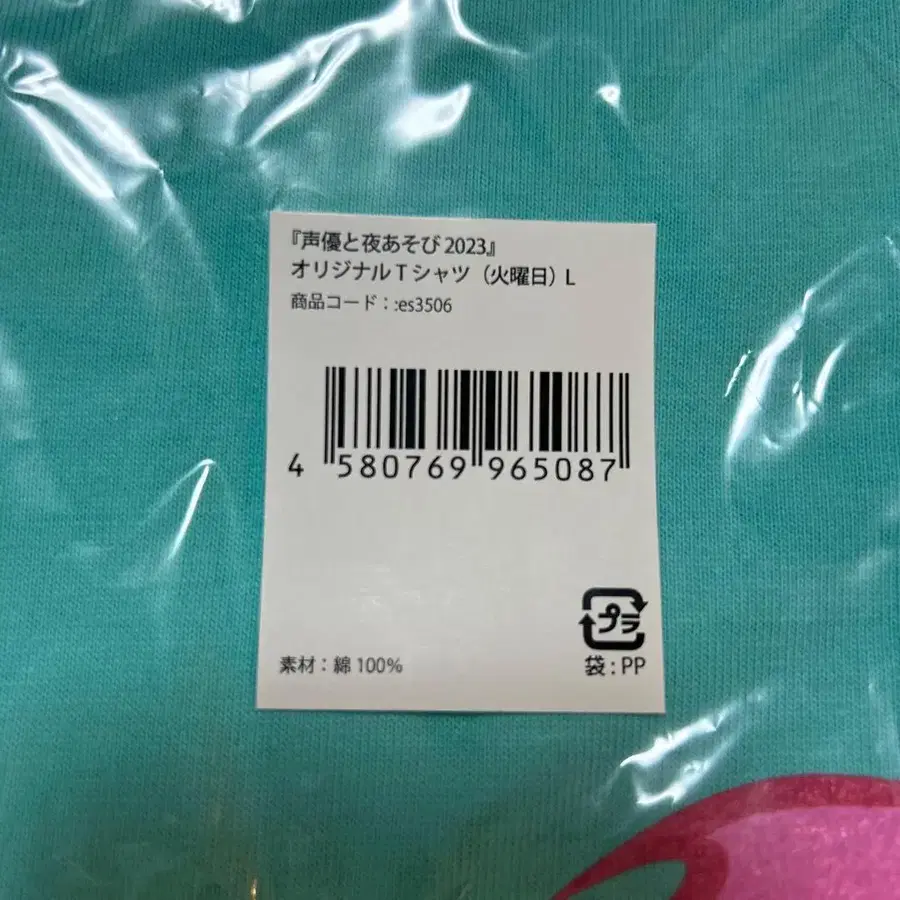 『声優と夜あそび 2023』
オリジナル T シャツ（火曜日）L
商品コード：:es3506
4 580769 965087
プラ
素材：綿 100%
袋 : PP